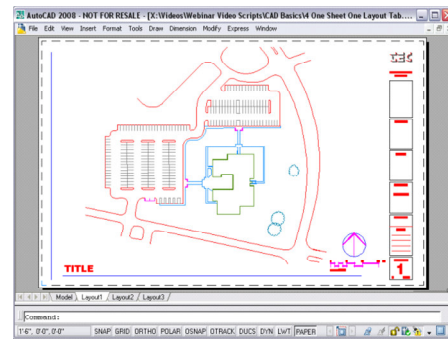 AutoCAD 2008 - NOT FOR RESALE - [X:\Videos\Webinar Video Scripts\CAD Basics\4 One Sheet One Layout Tab....
File Edit View Insert Format Tools Draw Dimension Modify Express Window
TITLE
1
Model Layout1 Layout2 Layout3
Command:
1'6", 0'-0", 0'-0" SNAP GRID ORTHO POLAR OSNAP OTRACK DUCS DYN LWT PAPER